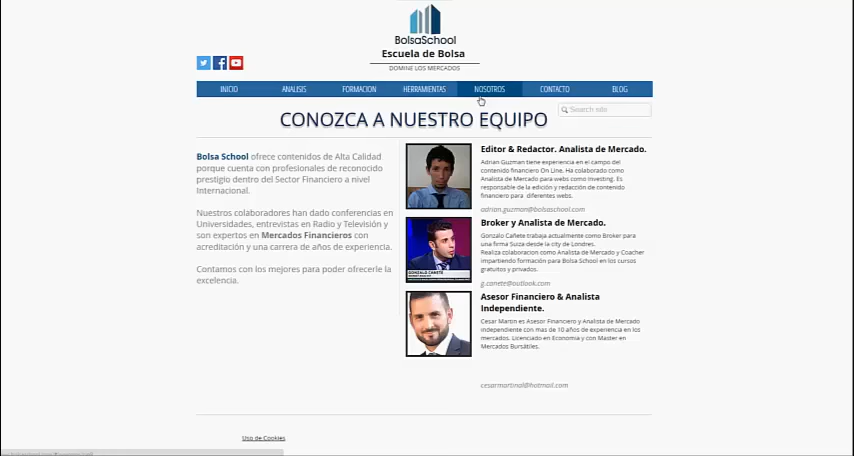 BolsaSchool
Escuela de Bolsa
DOMINE LOS MERCADOS
INICIO ANALISIS FORMACION HERRAMIENTAS NOSOTROS CONTACTO BLOG
Search site
CONOZCA A NUESTRO EQUIPO
Bolsa School ofrece contenidos de Alta Calidad
porque cuenta con profesionales de reconocido
prestigio dentro del Sector Financiero a nivel
Internacional.
Nuestros colaboradores han dado conferencias en
Universidades, entrevistas en Radio y Televisión y
son expertos en Mercados Financieros con
acreditación y una carrera de años de experiencia.
Contamos con los mejores para poder ofrecerle la
excelencia.
Editor & Redactor. Analista de Mercado.
Adrian Guzman tiene experiencia en el campo del
contenido financiero On Line. Ha colaborado como
Analista de Mercado para webs como Investing. Es
responsable de la edición y redacción de contenido
financiero para diferentes webs.
adrian.guzman@bolsaschool.com
GONZALO CAÑETE
Broker y Analista de Mercado.
Gonzalo Cañete trabaja actualmente como Broker para
una firma Suiza desde la city de Londres.
Realiza colaboracion como Analista de Mercado y Coacher
impartiendo formación para Bolsa School en los cursos
gratuitos y privados.
g.canete@outlook.com
Asesor Financiero & Analista
Independiente.
Cesar Martin es Asesor Financiero y Analista de Mercado
independiente con mas de 10 años de experiencia en los
mercados. Licenciado en Economia y con Master en
Mercados Bursátiles.
cesarmartinal@hotmail.com
Uso de Cookies